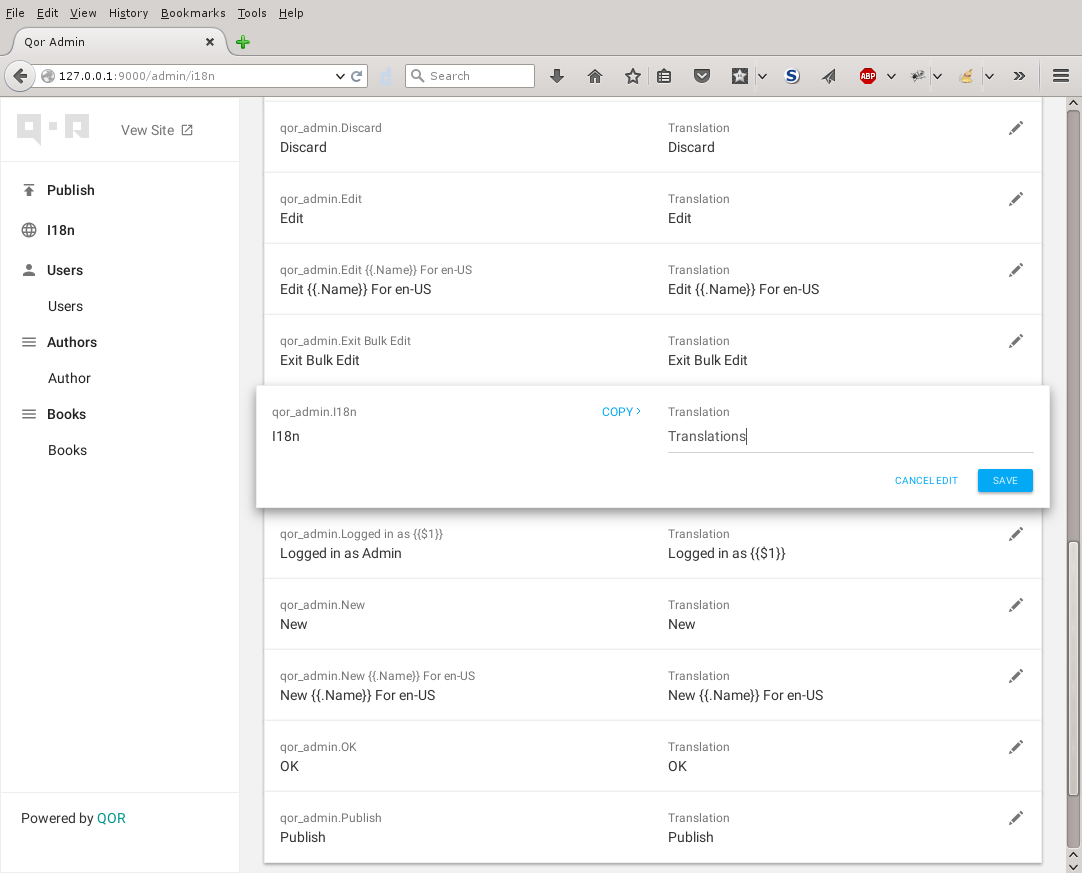 File Edit View History Bookmarks Tools Help
Qor Admin
127.0.0.1:9000/admin/i18n
Search
S
ABP
QOR
Vew Site
Publish
I18n
Users
Users
Authors
Author
Books
Books
Powered by QOR
qor_admin.Discard Translation
Discard Discard
qor_admin.Edit Translation
Edit Edit
qor_admin.Edit {{.Name}} For en-US Translation
Edit {{.Name}} For en-US Edit {{.Name}} For en-US
qor_admin.Exit Bulk Edit Translation
Exit Bulk Edit Exit Bulk Edit
qor_admin.I18n COPY Translation
I18n Translations
CANCEL EDIT SAVE
qor_admin.Logged in as {{$1}} Translation
Logged in as Admin Logged in as {{$1}}
qor_admin.New Translation
New New
qor_admin.New {{.Name}} For en-US Translation
New {{.Name}} For en-US New {{.Name}} For en-US
qor_admin.OK Translation
OK OK
qor_admin.Publish Translation
Publish Publish